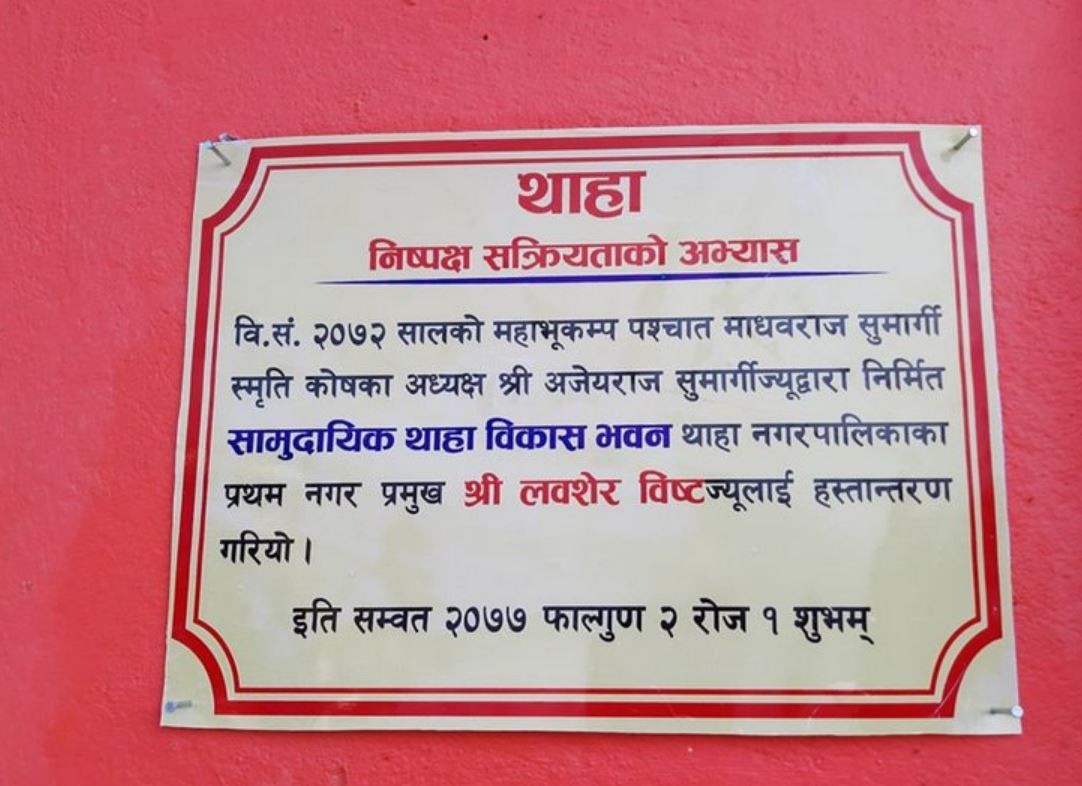 थाहा
निष्पक्ष सक्रियताको अभ्यास
वि.सं. २०७२ सालको महाभूकम्प पश्चात माधवराज सुमार्गी
स्मृति कोषका अध्यक्ष श्री अजेयराज सुमार्गीज्यूद्वारा निर्मित
सामुदायिक थाहा विकास भवन थाहा नगरपालिकाका
प्रथम नगर प्रमुख श्री लवशेर विष्टज्यूलाई हस्तान्तरण
गरियो ।
इति सम्वत २०७७ फाल्गुण २ रोज १ शुभम्